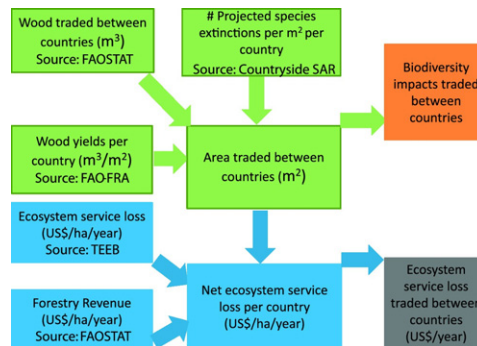 Wood traded between
countries (m³)
Source: FAOSTAT
# Projected species
extinctions per m² per
country
Source: Countryside SAR
Biodiversity
impacts traded
between
countries
Wood yields per
country (m³/m²)
Source: FAO-FRA
Area traded between
countries (m²)
Ecosystem service loss
(US$/ha/year)
Source: TEEB
Forestry Revenue
(US$/ha/year)
Source: FAOSTAT
Net ecosystem service
loss per country
(US$/ha/year)
Ecosystem
service loss
traded between
countries
(US$/year)